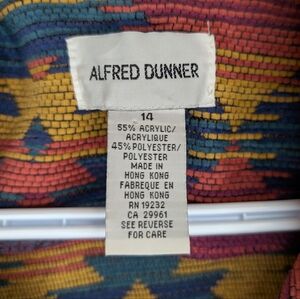 ALFRED DUNNER
14
55% ACRYLIC/
ACRYLIQUE
45% POLYESTER/
POLYESTER
MADE IN
HONG KONG
FABREQUE EN
HONG KONG
RN 19232
CA 29961
SEE REVERSE
FOR CARE